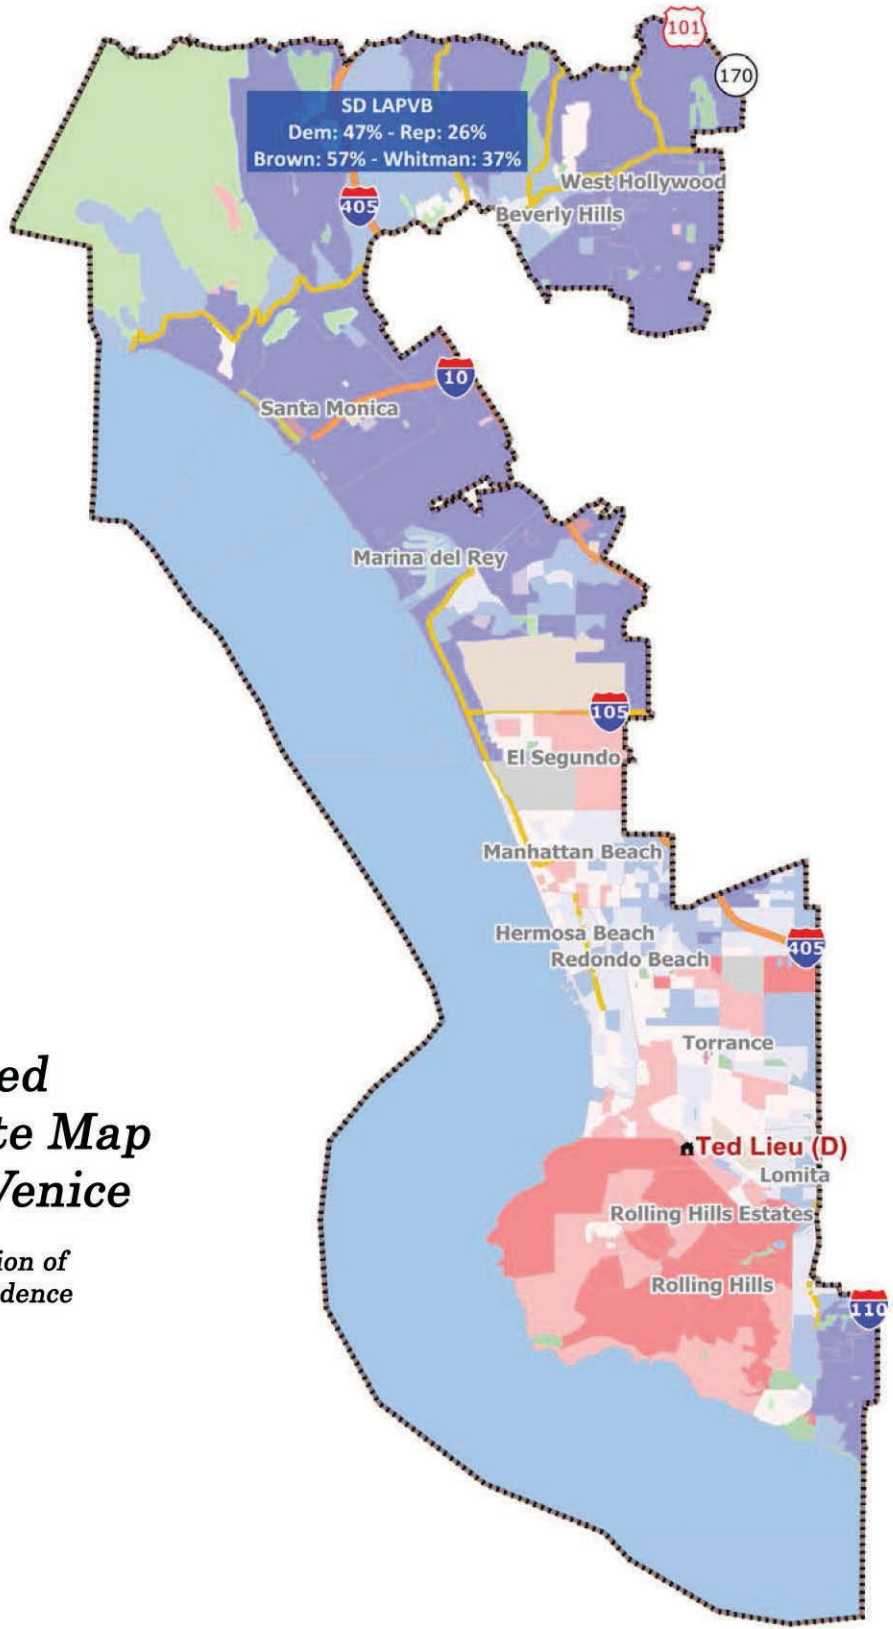 101
170
SD LAPVB
Dem: 47% - Rep: 26%
Brown: 57% - Whitman: 37%
West Hollywood
405
Beverly Hills
10
Santa Monica
Marina del Rey
105
El Segundo
Manhattan Beach
Hermosa Beach
405
Redondo Beach
Torrance
ed
te Map
Venice
Ted Lieu (D)
Lomita
Rolling Hills Estates
ion of
dence
Rolling Hills
110